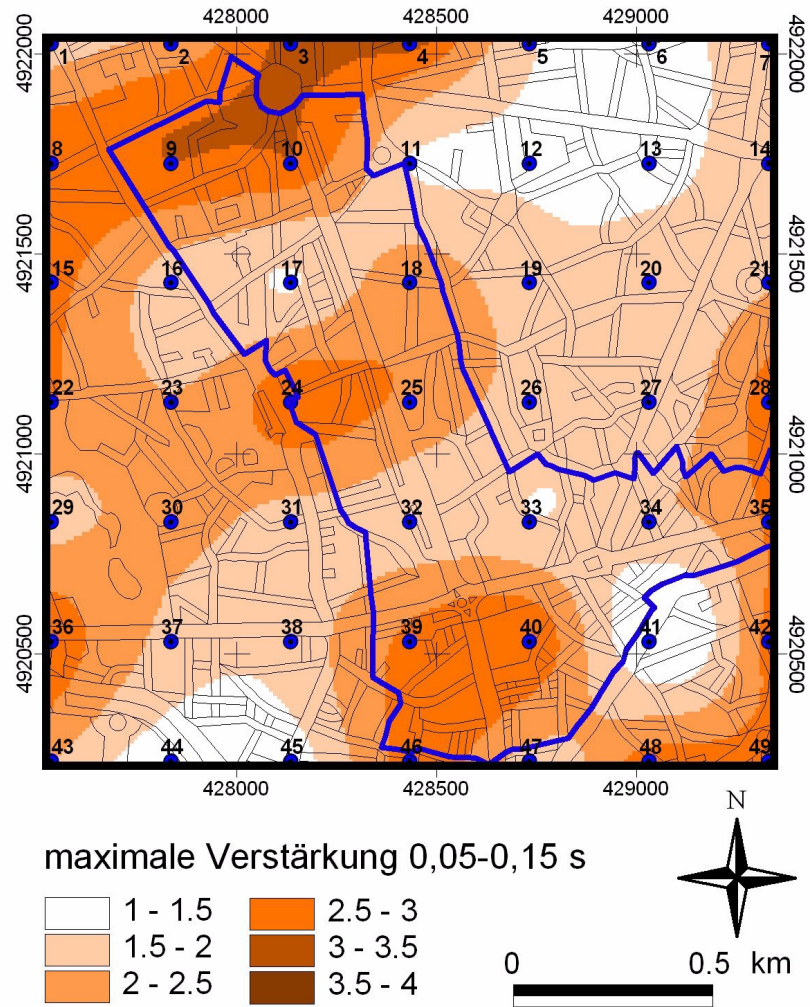 428000 428500 429000
4922000 4922000
1 2 3 4 5 6 7
8 9 10 11 12 13 14
4921500 4921500
15 16 17 18 19 20 21
22 23 24 25 26 27 28
4921000 4921000
29 30 31 32 33 34 35
36 37 38 39 40 41 42
4920500 4920500
43 44 45 46 47 48 49
428000 428500 429000
N
maximale Verstärkung 0,05-0,15 s
1 - 1.5 2.5 - 3
1.5 - 2 3 - 3.5
2 - 2.5 3.5 - 4
0 0.5 km